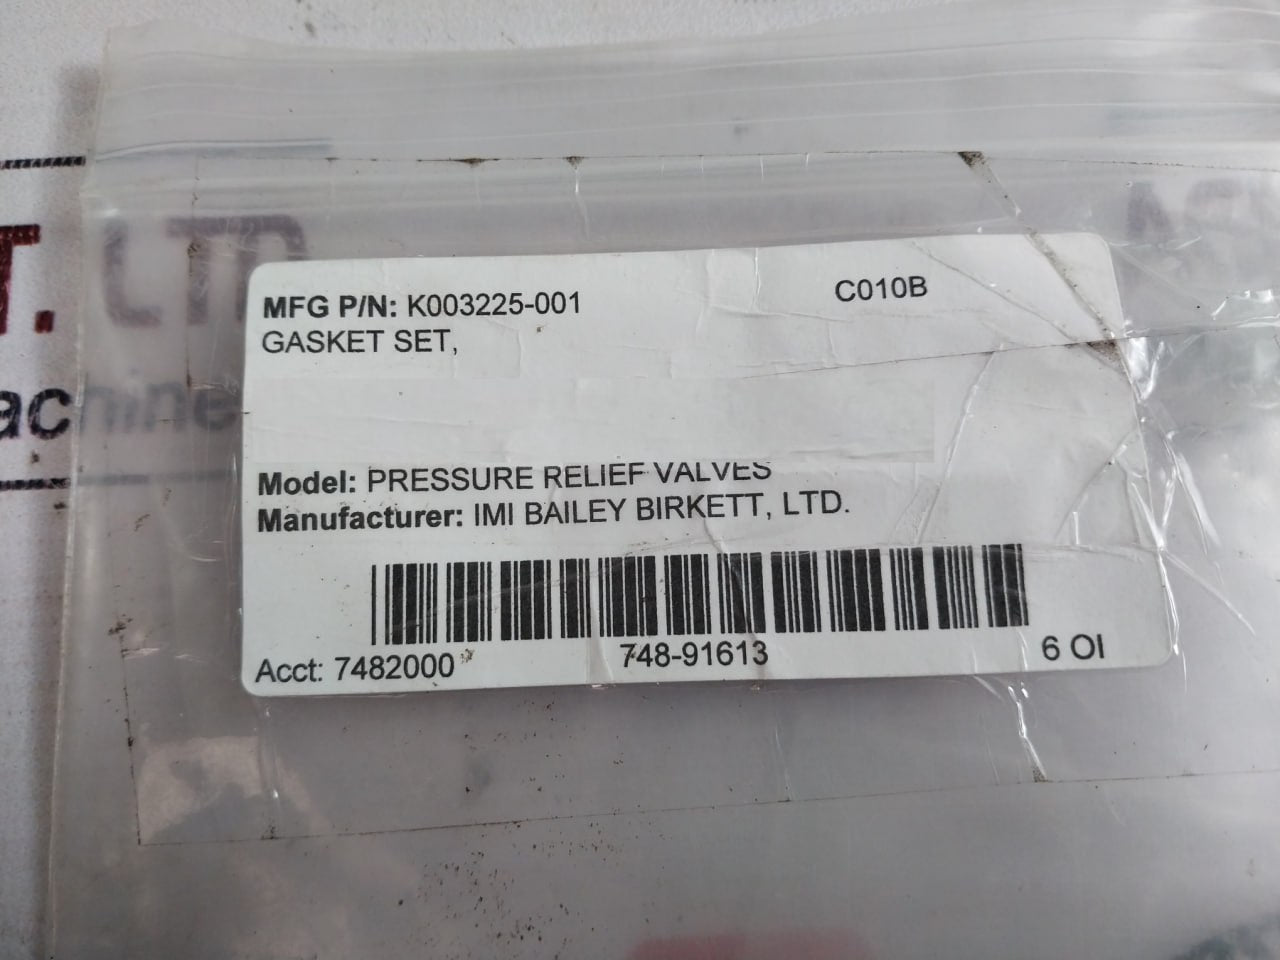 T. LTD
achine
MFG P/N: K003225-001
C010B
GASKET SET,
Model: PRESSURE RELIEF VALVES
Manufacturer: IMI BAILEY BIRKETT, LTD.
Acct: 7482000
748-91613
6 OI